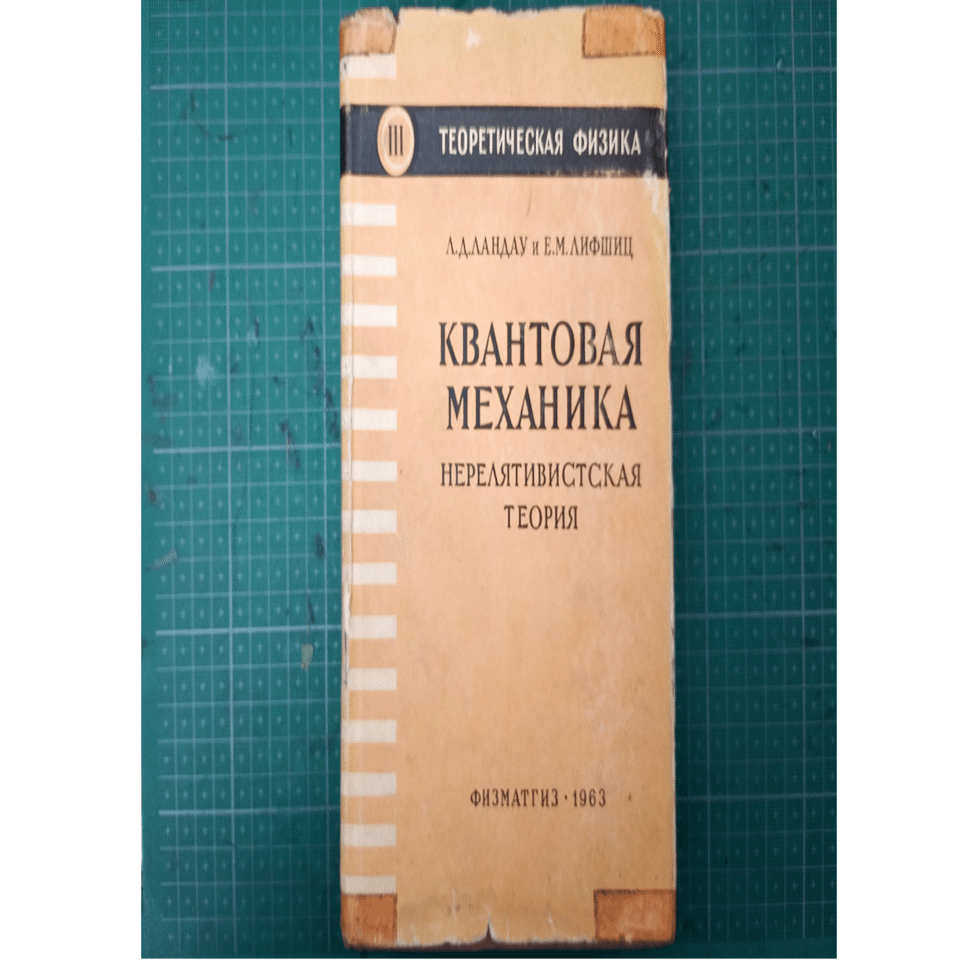 III ТЕОРЕТИЧЕСКАЯ ФИЗИКА
Л.Д.ЛАНДАУ и Е.М.ЛИФШИЦ
КВАНТОВАЯ
МЕХАНИКА
НЕРЕЛЯТИВИСТСКАЯ
ТЕОРИЯ
ФИЗМАТГИЗ · 1963